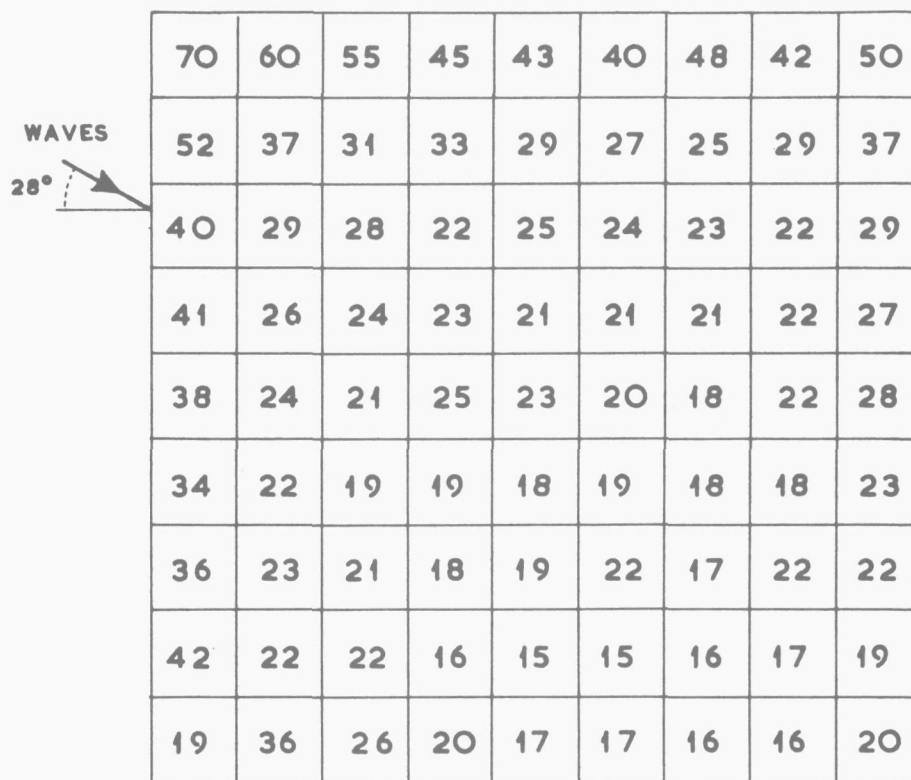 70 60 55 45 43 40 48 42 50
WAVES
52 37 31 33 29 27 25 29 37
28°
40 29 28 22 25 24 23 22 29
41 26 24 23 21 21 21 22 27
38 24 21 25 23 20 18 22 28
34 22 19 19 18 19 18 18 23
36 23 21 18 19 22 17 22 22
42 22 22 16 15 15 16 17 19
19 36 26 20 17 17 16 16 20